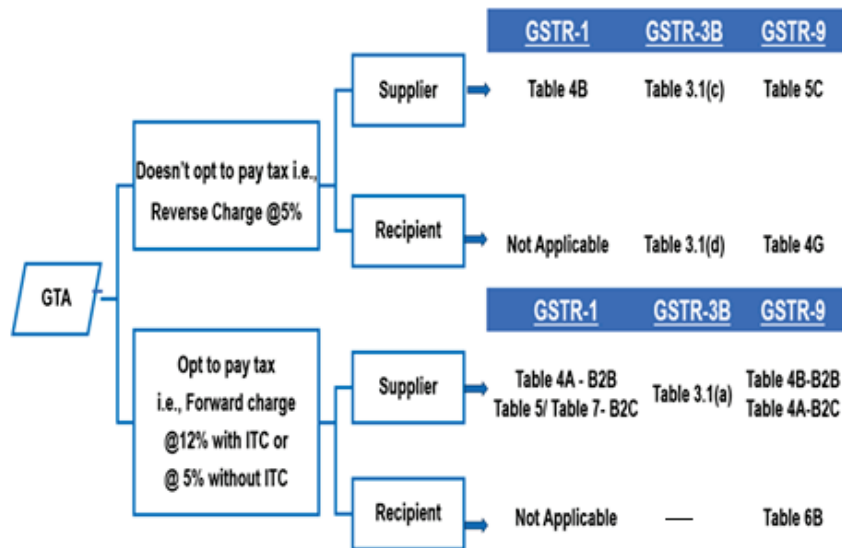 GSTR-1 GSTR-3B GSTR-9
Supplier
Table 4B Table 3.1(c) Table 5C
Doesn't opt to pay tax i.e.,
Reverse Charge @5%
Recipient
Not Applicable Table 3.1(d) Table 4G
GTA
GSTR-1 GSTR-3B GSTR-9
Opt to pay tax
i.e., Forward charge
@12% with ITC or
@ 5% without ITC
Supplier
Table 4A - B2B
Table 5/ Table 7- B2C
Table 3.1(a)
Table 4B-B2B
Table 4A-B2C
Recipient
Not Applicable — Table 6B